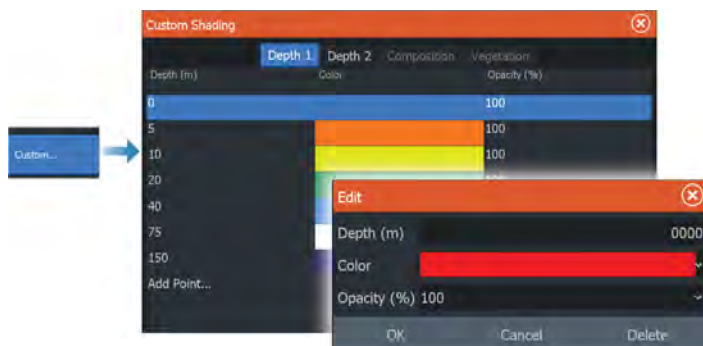 Custom Shading
Depth 1 Depth 2 Composition Vegetation
Depth (m) Color Opacity (%)
0 100
5 100
Custom... 10 100
20
40
75
150
Add Point...
Edit
Depth (m) 0000
Color
Opacity (%) 100
OK Cancel Delete